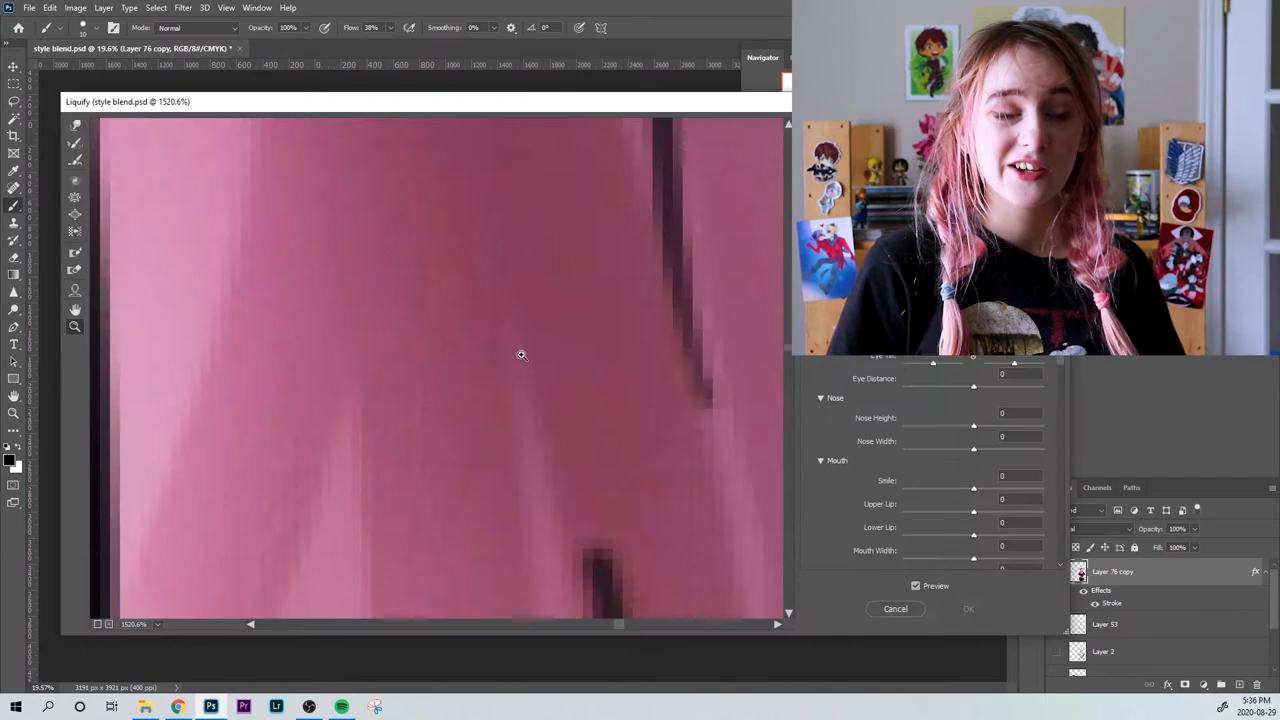 File Edit Image Layer Type Select Filter 3D View Window Help
10 Mode: Normal Opacity: 100% Flow: 38% Smoothing: 0% 0°
style blend.psd @ 19.6% (Layer 76 copy, RGB/8#/CMYK) *
Navigator
Liquify (style blend.psd @ 1520.6%)
Eye Distance: 0
Nose
Nose Height: 0
Nose Width: 0
Mouth
Smile: 0
Upper Lip: 0
Lower Lip: 0
Mouth Width: 0
Preview
Cancel OK
1520.6%
Channels Paths
Opacity: 100%
Fill: 100%
Layer 76 copy fx
Effects
Stroke
Layer 53
Layer 2
19.57% 3191 px x 3921 px (400 ppi)
5:36 PM
2020-08-29